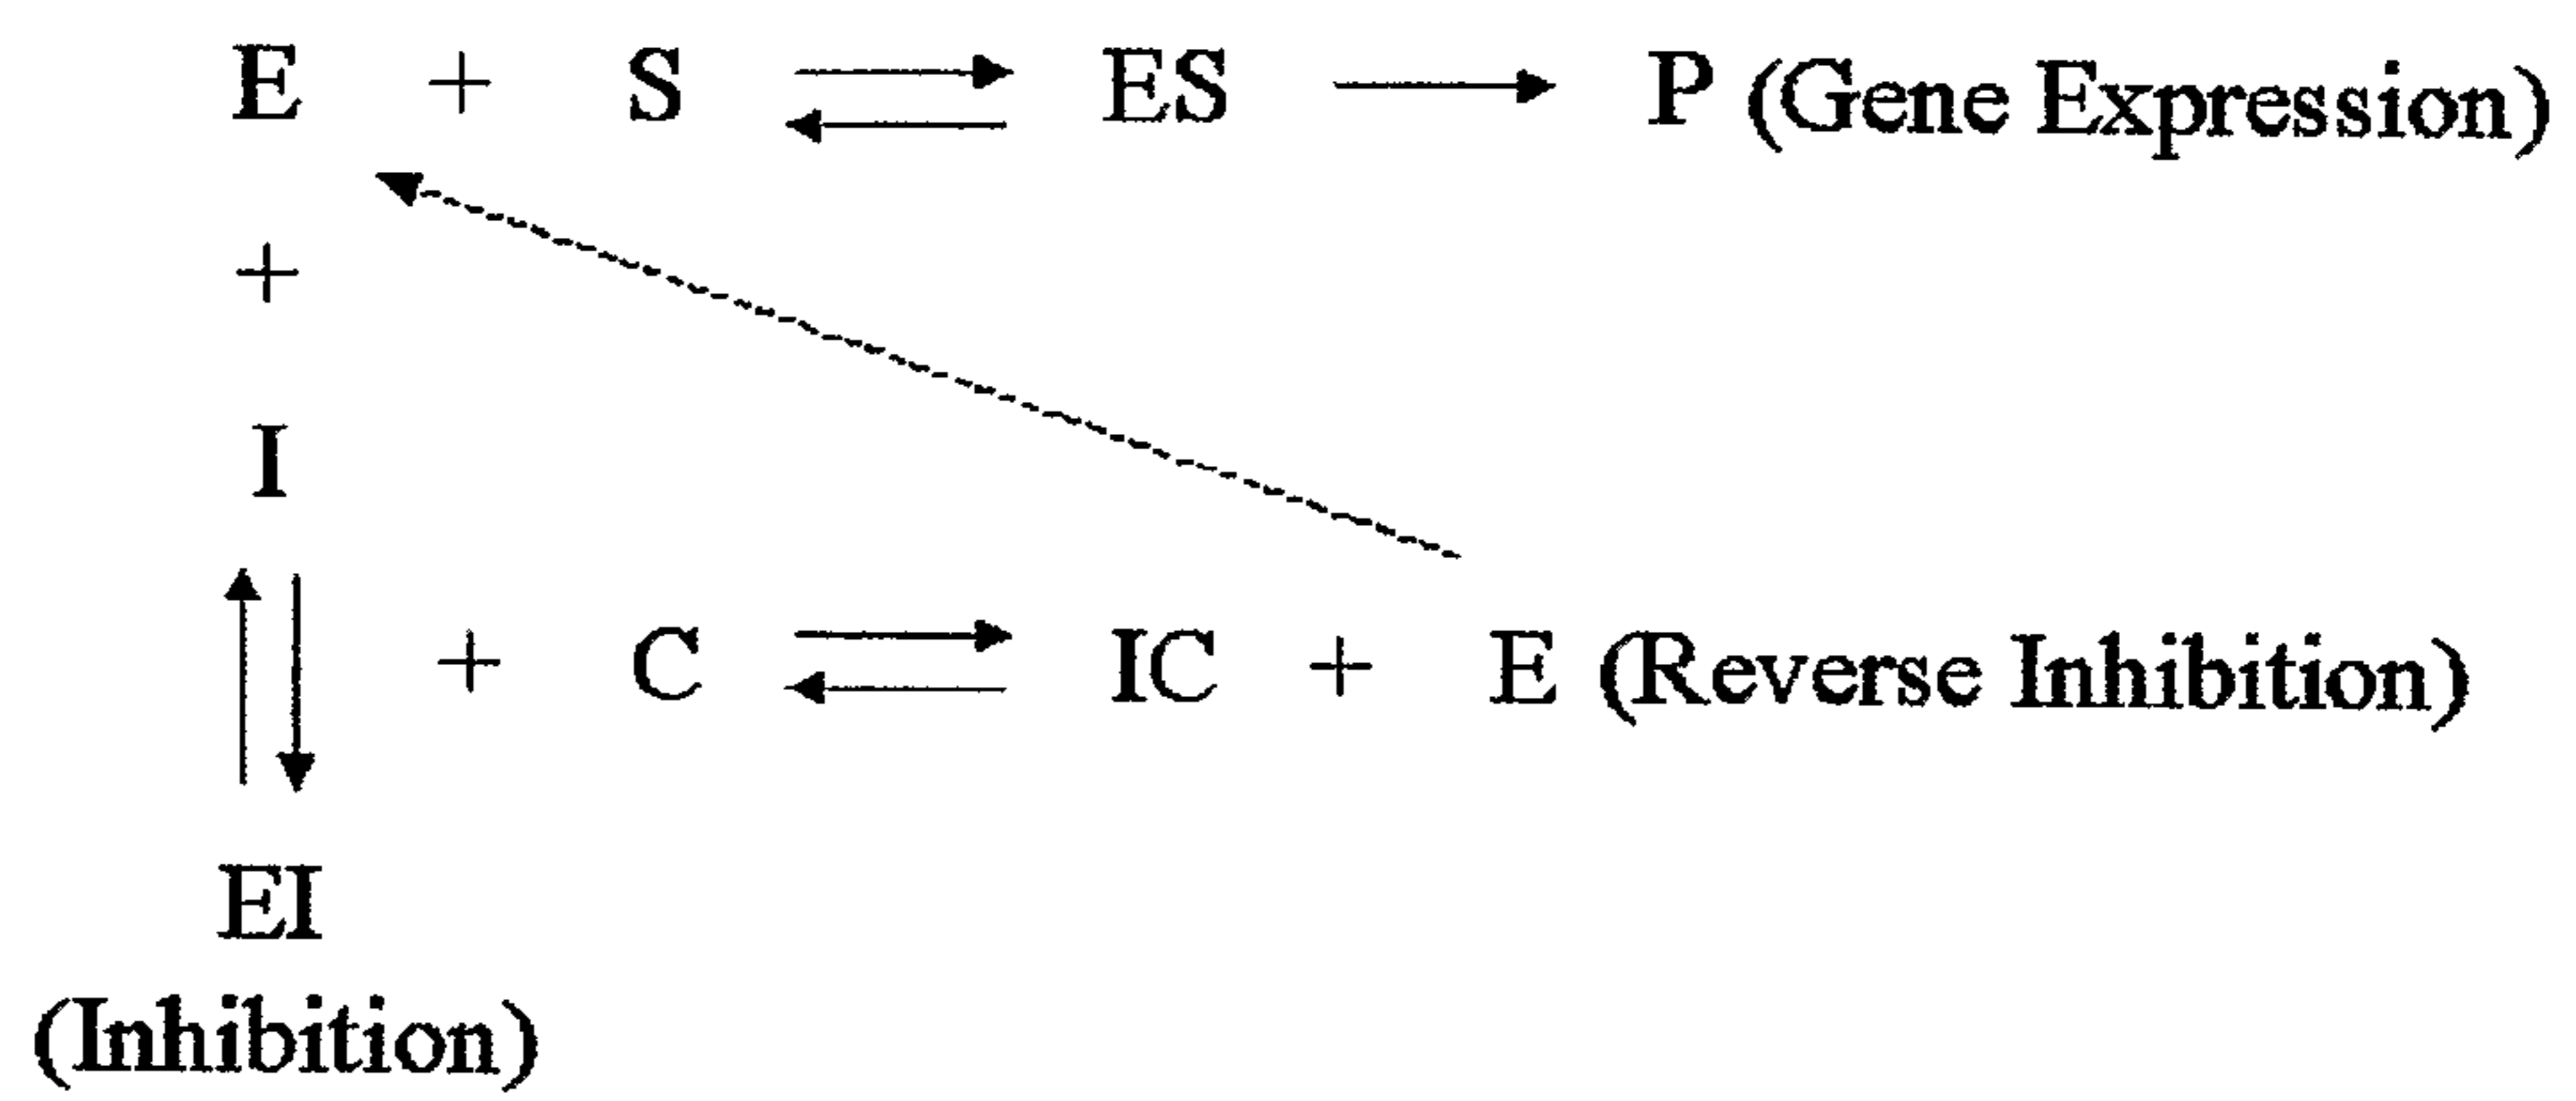 E + S ⇌ ES → P (Gene Expression)
+
I
+ C ⇌ IC + E (Reverse Inhibition)
EI
(Inhibition)